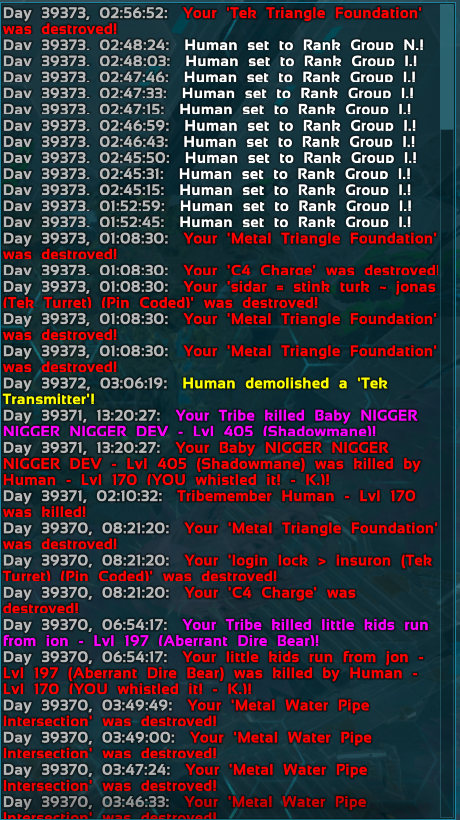 Day 39373, 02:56:52: Your 'Tek Triangle Foundation'
was destroyed!
Day 39373, 02:48:24: Human set to Rank Group N.!
Day 39373, 02:48:03: Human set to Rank Group I.!
Day 39373, 02:47:46: Human set to Rank Group I.!
Day 39373, 02:47:33: Human set to Rank Group I.!
Day 39373, 02:47:15: Human set to Rank Group I.!
Day 39373, 02:46:59: Human set to Rank Group I.!
Day 39373, 02:46:43: Human set to Rank Group I.!
Day 39373, 02:45:50: Human set to Rank Group I.!
Day 39373, 02:45:31: Human set to Rank Group I.!
Day 39373, 02:45:15: Human set to Rank Group I.!
Day 39373, 01:52:59: Human set to Rank Group I.!
Day 39373, 01:52:45: Human set to Rank Group I.!
Day 39373, 01:08:30: Your 'Metal Triangle Foundation'
was destroyed!
Day 39373, 01:08:30: Your 'C4 Charge' was destroyed!
Day 39373, 01:08:30: Your 'sidar = stink turk ~ jonas
(Tek Turret) (Pin Coded)' was destroyed!
Day 39373, 01:08:30: Your 'Metal Triangle Foundation'
was destroyed!
Day 39373, 01:08:30: Your 'Metal Triangle Foundation'
was destroyed!
Day 39372, 03:06:19: Human demolished a 'Tek
Transmitter'!
Day 39371, 13:20:27: Your Tribe killed Baby NIGGER
NIGGER NIGGER DEV - Lvl 405 (Shadowmane)!
Day 39371, 13:20:27: Your Baby NIGGER NIGGER
NIGGER DEV - Lvl 405 (Shadowmane) was killed by
Human - Lvl 170 (YOU whistled it! - K.)!
Day 39371, 02:10:32: Tribemember Human - Lvl 170
was killed!
Day 39370, 08:21:20: Your 'Metal Triangle Foundation'
was destroyed!
Day 39370, 08:21:20: Your 'login lock > insuron (Tek
Turret) (Pin Coded)' was destroyed!
Day 39370, 08:21:20: Your 'C4 Charge' was
destroyed!
Day 39370, 06:54:17: Your Tribe killed little kids run
from jon - Lvl 197 (Aberrant Dire Bear)!
Day 39370, 06:54:17: Your little kids run from jon -
Lvl 197 (Aberrant Dire Bear) was killed by Human -
Lvl 170 (YOU whistled it! - K.)!
Day 39370, 03:49:49: Your 'Metal Water Pipe
Intersection' was destroyed!
Day 39370, 03:49:00: Your 'Metal Water Pipe
Intersection' was destroyed!
Day 39370, 03:47:24: Your 'Metal Water Pipe
Intersection' was destroyed!
Day 39370, 03:46:33: Your 'Metal Water Pipe
Intersection' was destroyed!